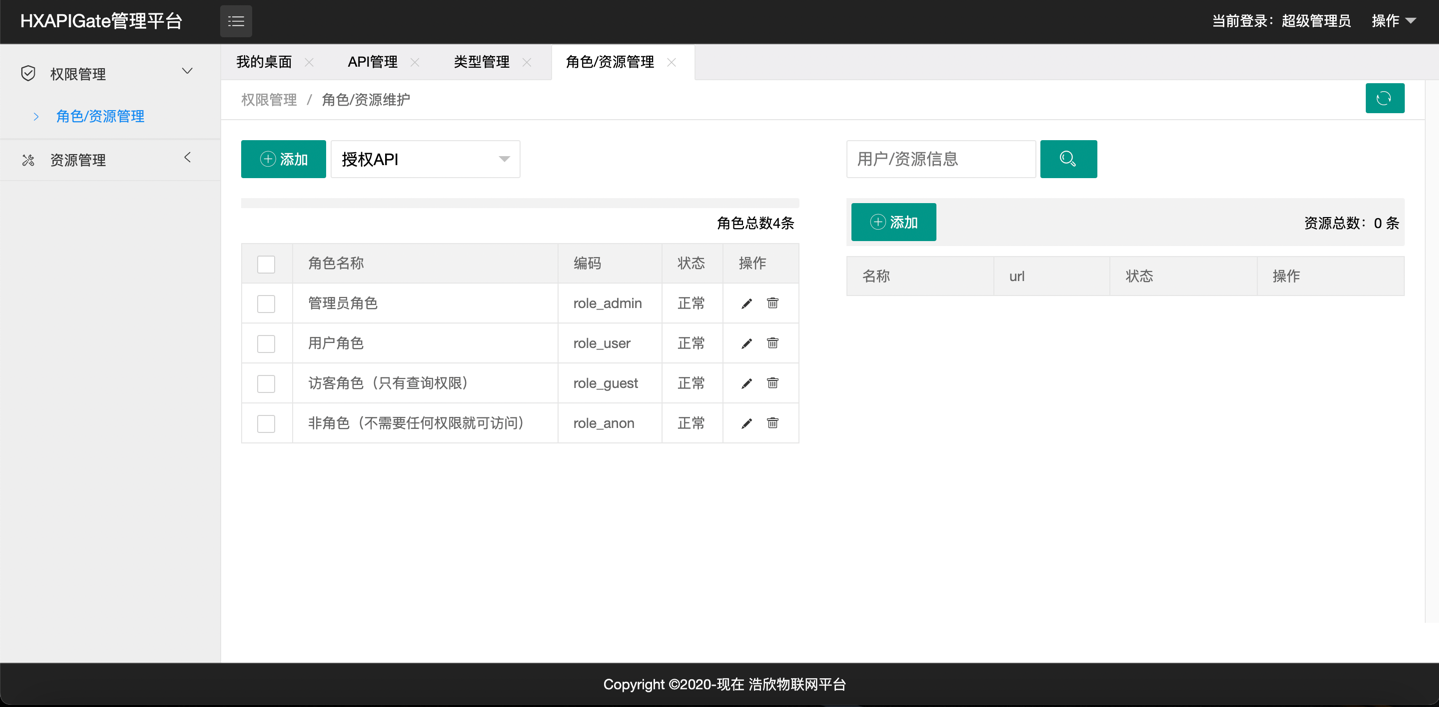 HXAPIGate管理平台
当前登录：超级管理员 操作
权限管理
角色/资源管理
资源管理
我的桌面 API管理 类型管理 角色/资源管理
权限管理 / 角色/资源维护
添加 授权API
用户/资源信息
角色总数4条
添加 资源总数：0 条
角色名称 编码 状态 操作
管理员角色 role_admin 正常
用户角色 role_user 正常
访客角色（只有查询权限） role_guest 正常
非角色（不需要任何权限就可访问） role_anon 正常
名称 url 状态 操作
Copyright ©2020-现在 浩欣物联网平台